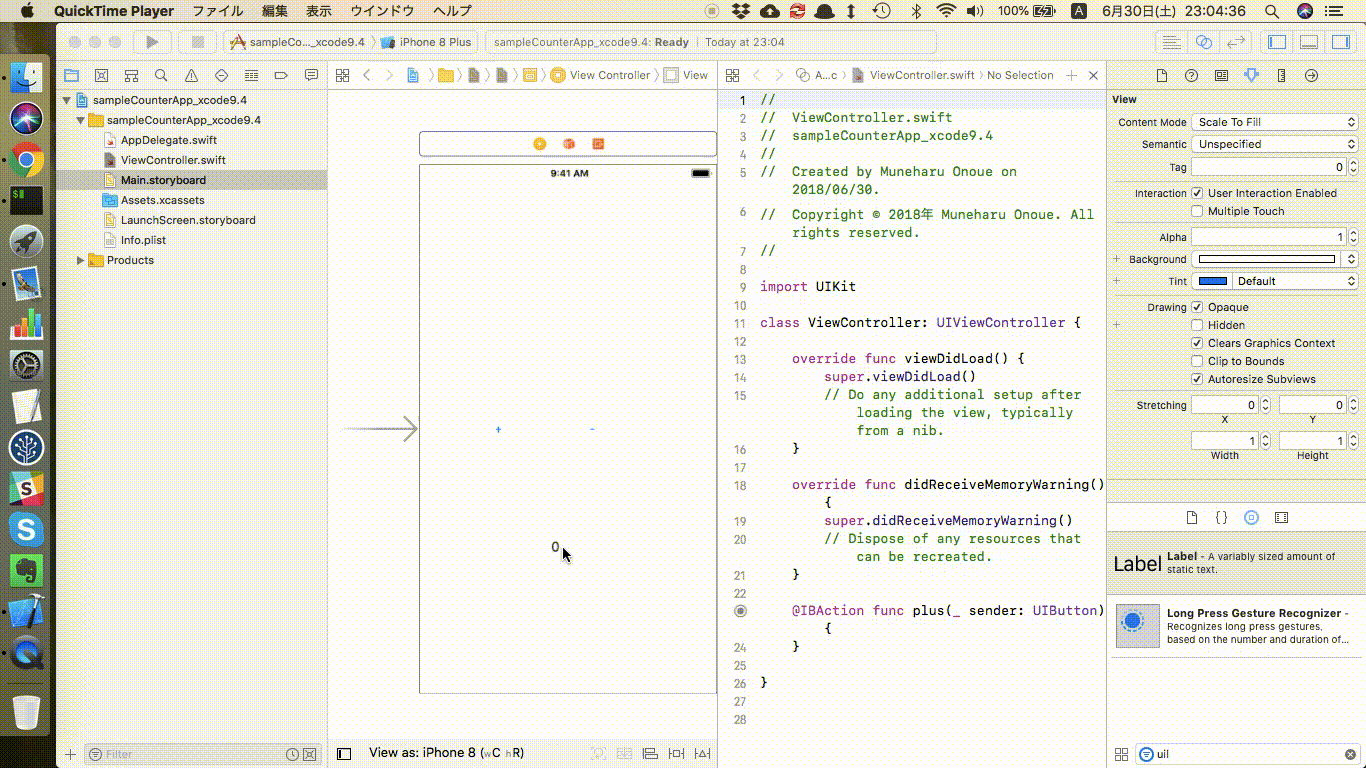 QuickTime Player ファイル 編集 表示 ウインドウ ヘルプ 100% A 6月30日(土) 23:04:36
sampleCo..._xcode9.4 iPhone 8 Plus sampleCounterApp_xcode9.4: Ready | Today at 23:04
View Controller View A...c ViewController.swift No Selection
sampleCounterApp_xcode9.4
sampleCounterApp_xcode9.4
AppDelegate.swift
ViewController.swift
Main.storyboard
Assets.xcassets
LaunchScreen.storyboard
Info.plist
Products
Filter
9:41 AM
+ -
0
View as: iPhone 8 (wC hR)
1 //
2 // ViewController.swift
3 // sampleCounterApp_xcode9.4
4 //
5 // Created by Muneharu Onoue on
2018/06/30.
6 // Copyright © 2018年 Muneharu Onoue. All
rights reserved.
7 //
8
9 import UIKit
10
11 class ViewController: UIViewController {
12
13 override func viewDidLoad() {
14 super.viewDidLoad()
15 // Do any additional setup after
loading the view, typically
from a nib.
16 }
17
18 override func didReceiveMemoryWarning()
{
19 super.didReceiveMemoryWarning()
20 // Dispose of any resources that
can be recreated.
21 }
22
@IBAction func plus(_ sender: UIButton)
{
24 }
25
26 }
27
28
View
Content Mode Scale To Fill
Semantic Unspecified
Tag 0
Interaction User Interaction Enabled
Multiple Touch
Alpha 1
Background
Tint Default
Drawing Opaque
Hidden
Clears Graphics Context
Clip to Bounds
Autoresize Subviews
Stretching 0 0
X Y
1 1
Width Height
Label Label - A variably sized amount of
static text.
Long Press Gesture Recognizer -
Recognizes long press gestures,
based on the number and duration of...
uil